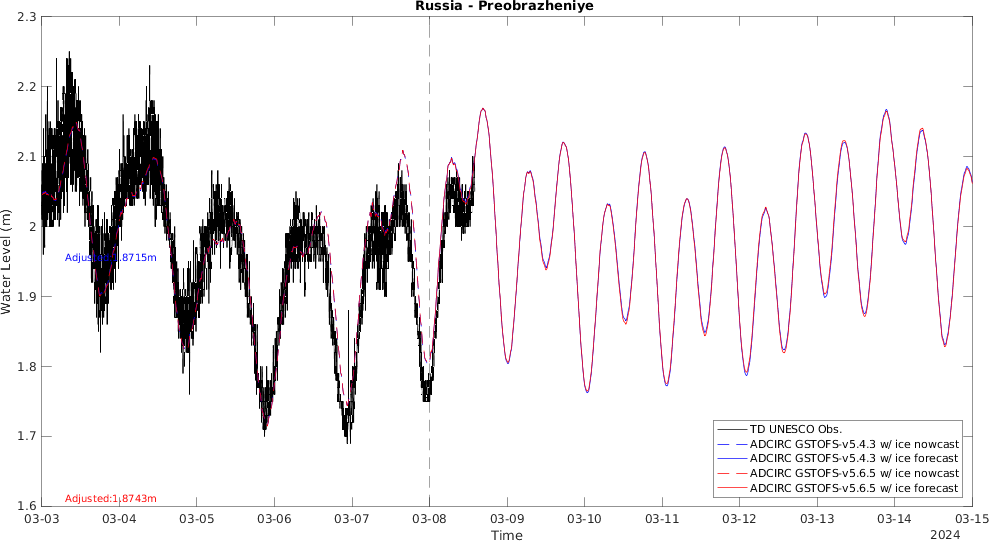 Russia - Preobrazheniye
Water Level (m)
2.3
2.2
2.1
2
1.9
1.8
1.7
1.6
Adjusted:1.8715m
Adjusted:1.8743m
TD UNESCO Obs.
ADCIRC GSTOFS-v5.4.3 w/ ice nowcast
ADCIRC GSTOFS-v5.4.3 w/ ice forecast
ADCIRC GSTOFS-v5.6.5 w/ ice nowcast
ADCIRC GSTOFS-v5.6.5 w/ ice forecast
03-03 03-04 03-05 03-06 03-07 03-08 03-09 03-10 03-11 03-12 03-13 03-14 03-15
Time
2024